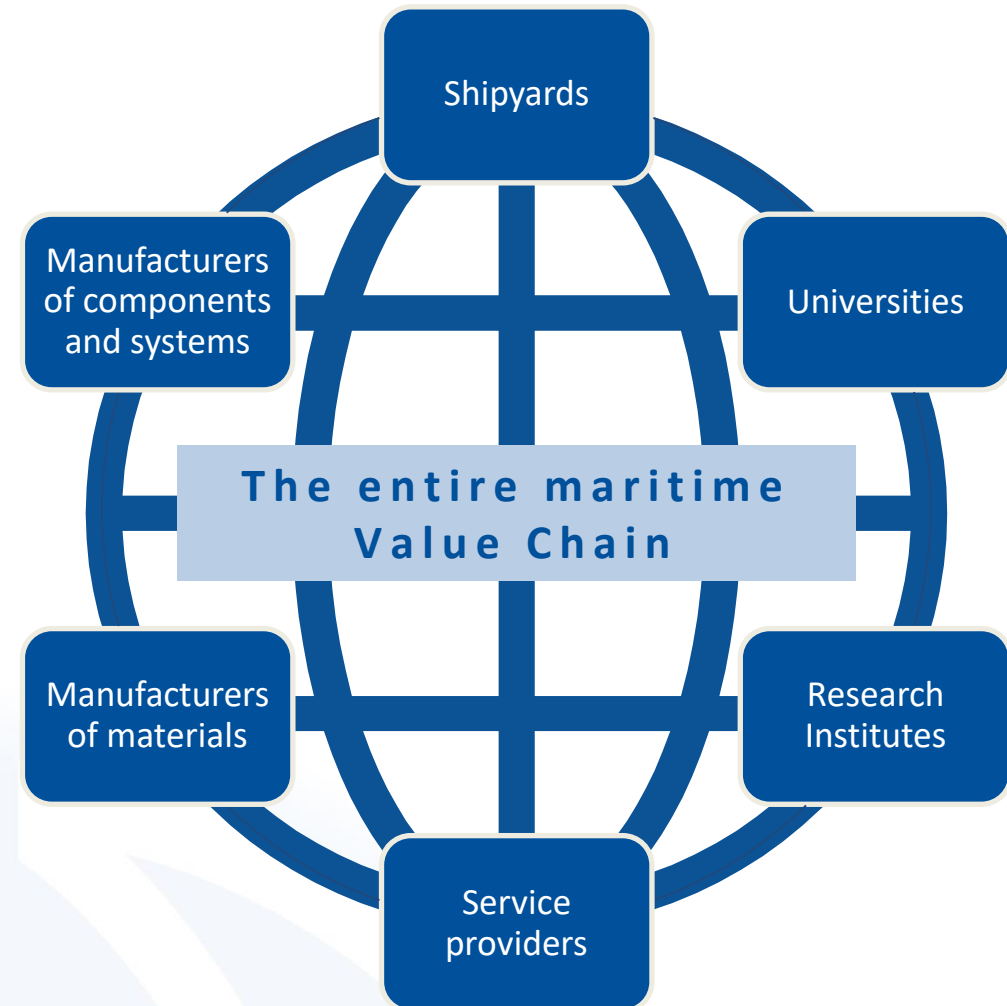 Shipyards
Manufacturers
of components
and systems
Universities
The entire maritime
Value Chain
Manufacturers
of materials
Research
Institutes
Service
providers